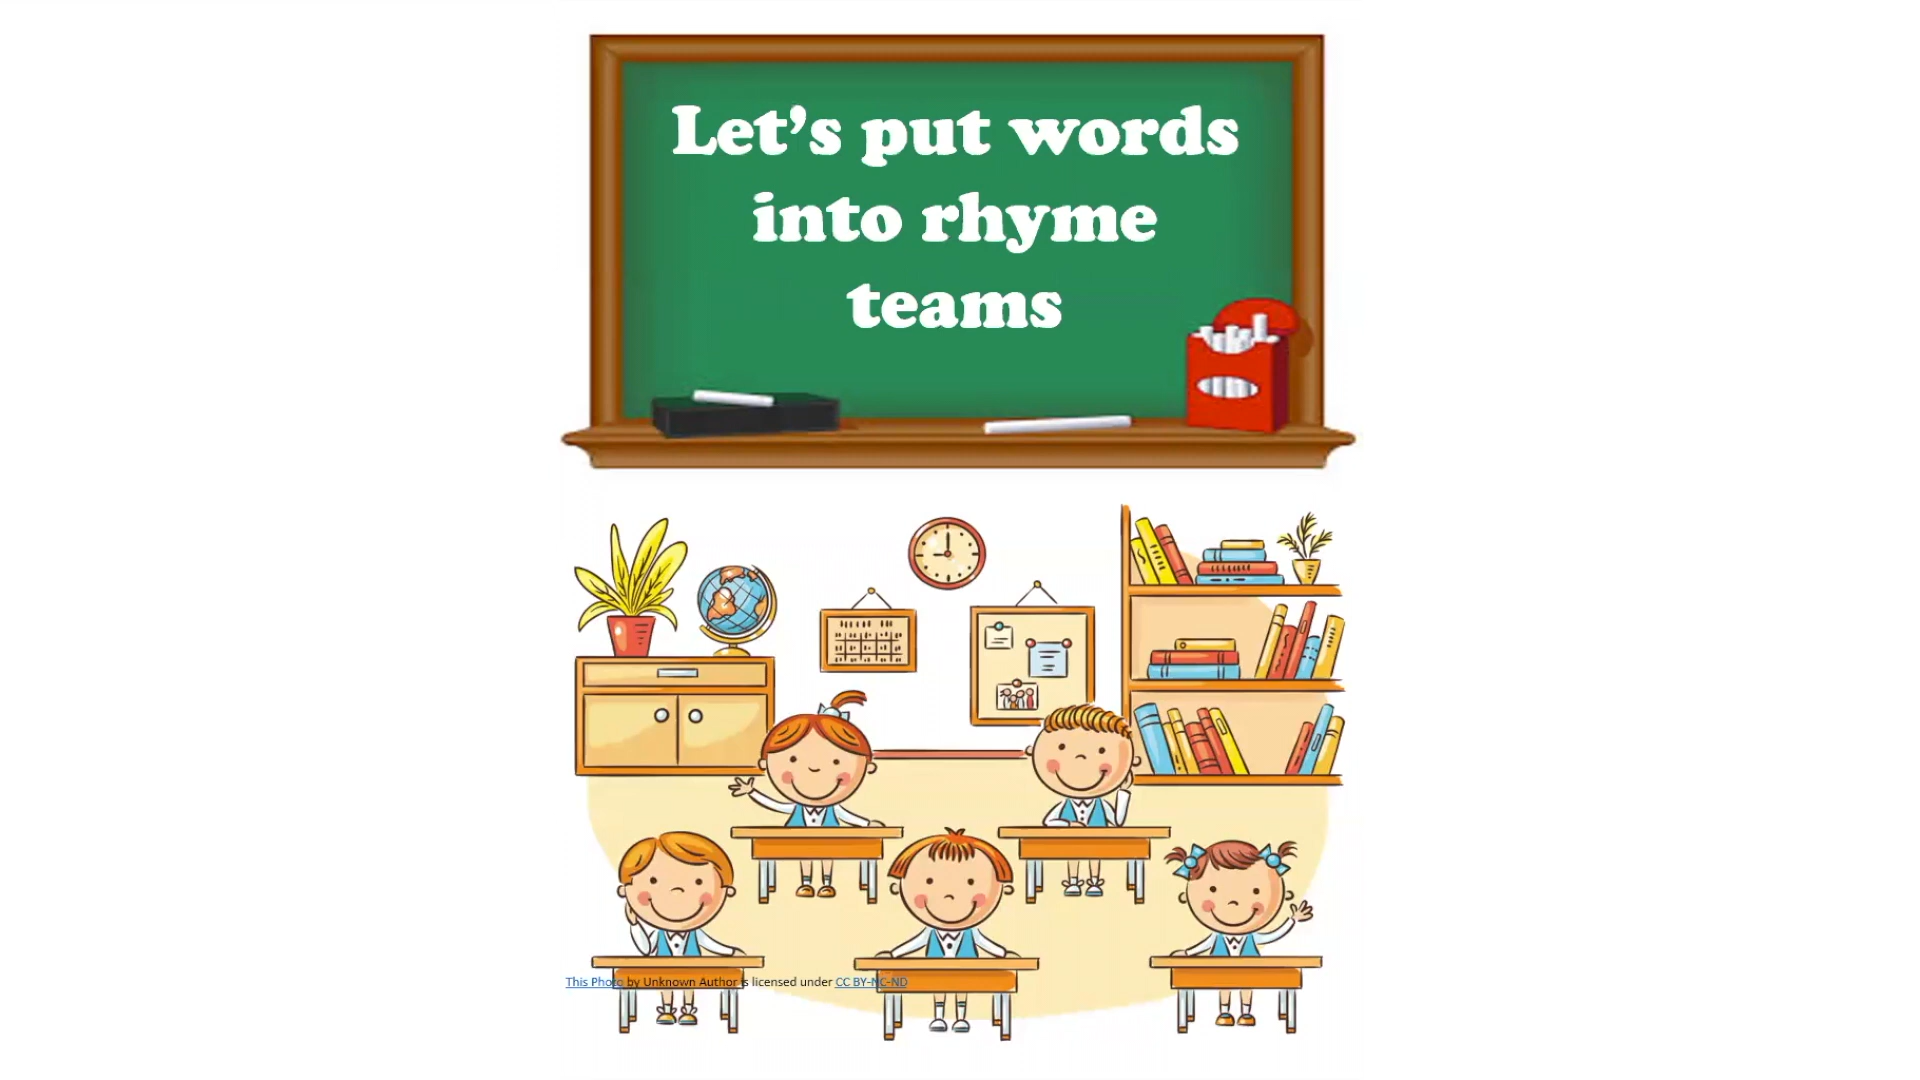 Let's put words
into rhyme
teams
This Photo by Unknown Author is licensed under CC BY-NC-ND